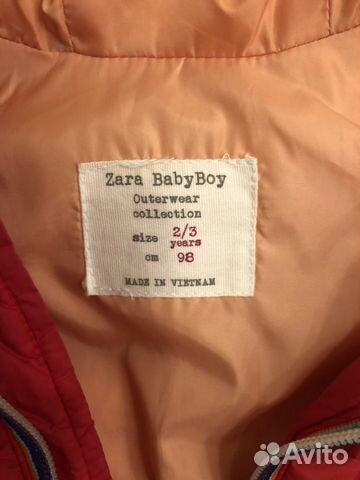 Zara BabyBoy
Outerwear
collection
size 2/3
years
cm 98
MADE IN VIETNAM
Avito